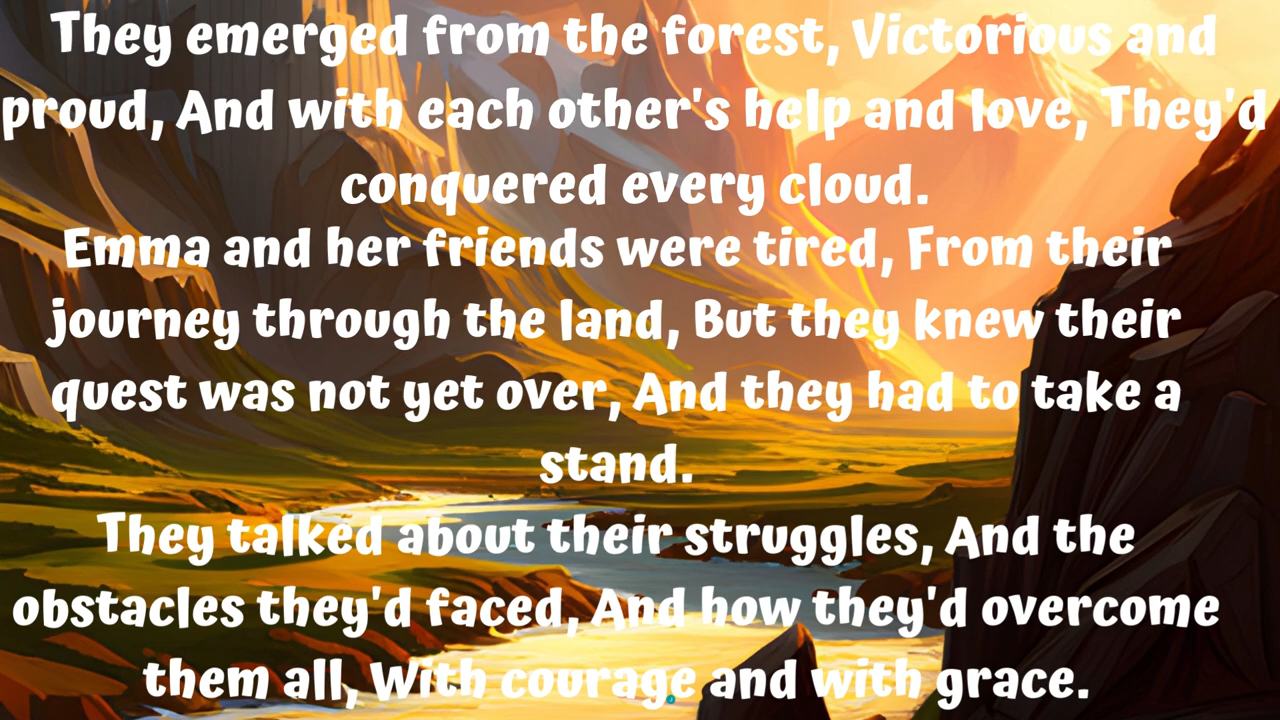 They emerged from the forest, Victorious and
proud, And with each other's help and love, They'd
conquered every cloud.
Emma and her friends were tired, From their
journey through the land, But they knew their
quest was not yet over, And they had to take a
stand.
They talked about their struggles, And the
obstacles they'd faced, And how they'd overcome
them all, With courage and with grace.